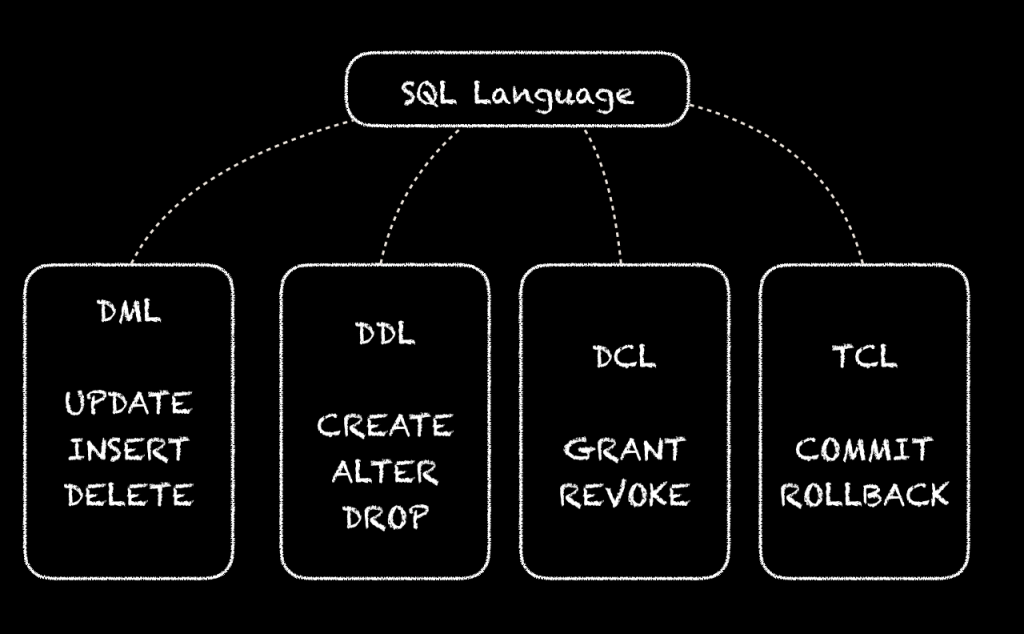 SQL Language
DML
UPDATE
INSERT
DELETE
DDL
CREATE
ALTER
DROP
DCL
GRANT
REVOKE
TCL
COMMIT
ROLLBACK